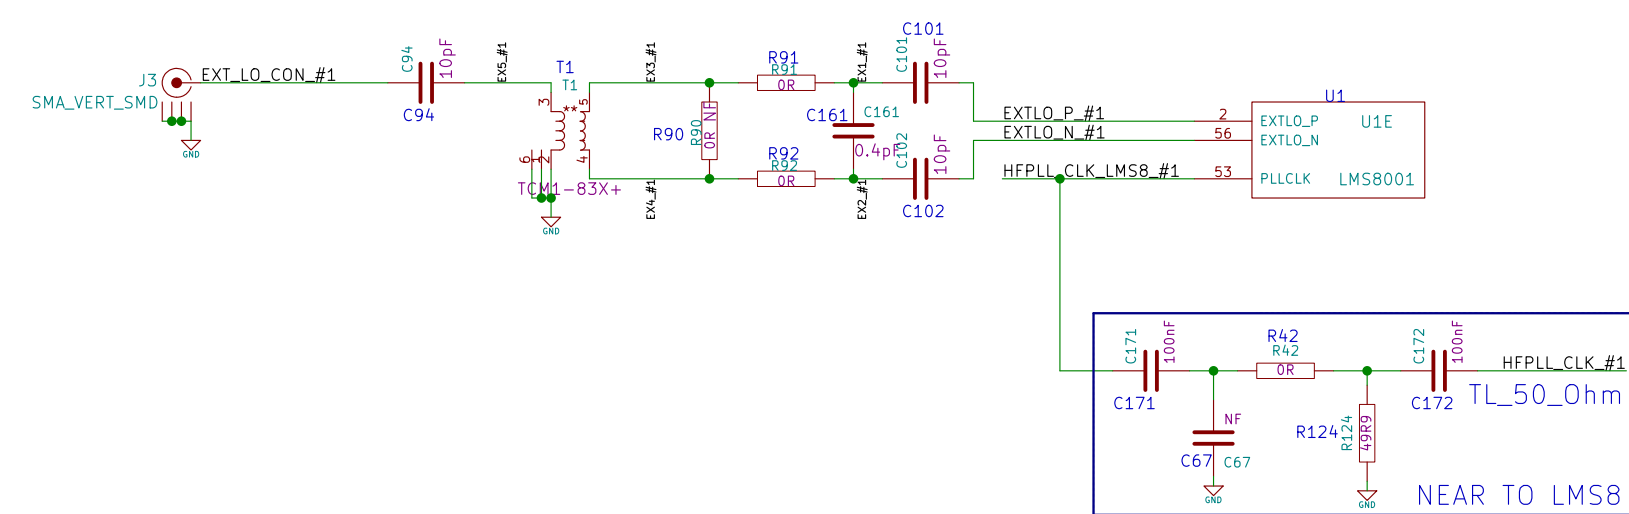 J3
EXT_LO_CON_#1
SMA_VERT_SMD
GND
C94
10pF
C94
EX5_#1
T1
T1
3
5
**
6
1
2
4
TCM1-83X+
GND
EX3_#1
EX4_#1
R90
R90
0R NF
R91
R91
0R
R92
R92
0R
EX1_#1
EX2_#1
C161
C161
0.4pF
C101
C101
10pF
C102
10pF
C102
EXTLO_P_#1
EXTLO_N_#1
HFPLL_CLK_LMS8_#1
U1
2
EXTLO_P
U1E
56
EXTLO_N
53
PLLCLK
LMS8001
C171
100nF
C171
R42
R42
0R
C172
100nF
C172
HFPLL_CLK_#1
TL_50_Ohm
NF
C67
C67
GND
R124
R124
49R9
GND
NEAR TO LMS8